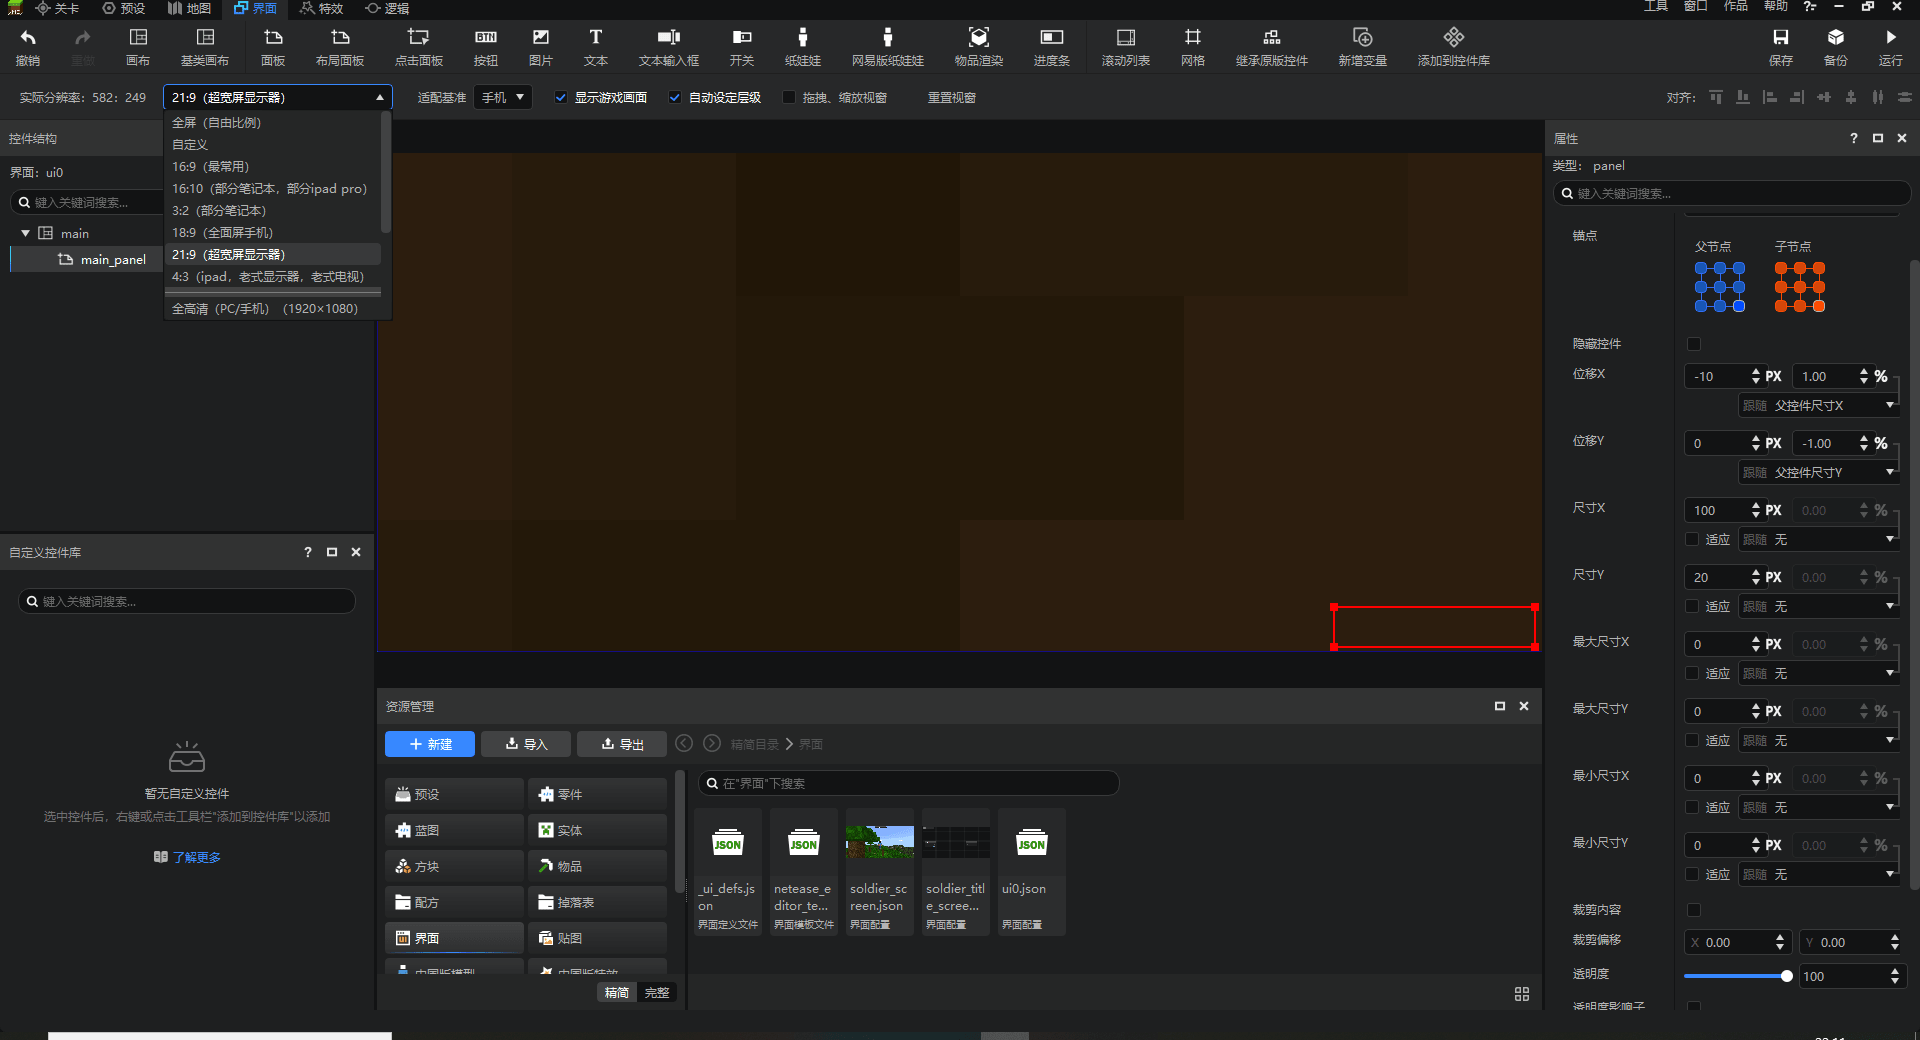 关卡 预设 地图 界面 特效 逻辑 工具 窗口 作品 帮助 ?-
撤销 重做 画布 基类画布 面板 布局面板 点击面板 按钮 图片 文本 文本输入框 开关 纸娃娃 网易版纸娃娃 物品渲染 进度条 滚动列表 网格 继承原版控件 新增变量 添加到控件库 保存 备份 运行
实际分辨率：582：249 21:9（超宽屏显示器） 适配基准 手机 显示游戏画面 自动设定层级 拖拽、缩放视窗 重置视窗 对齐：
全屏（自由比例）
自定义
16:9（最常用）
16:10（部分笔记本，部分ipad pro）
3:2（部分笔记本）
18:9（全面屏手机）
21:9（超宽屏显示器）
4:3（ipad，老式显示器，老式电视）
全高清（PC/手机）（1920×1080）
控件结构
界面：ui0
键入关键词搜索...
main
main_panel
自定义控件库 ?
键入关键词搜索...
暂无自定义控件
选中控件后，右键或点击工具栏"添加到控件库"以添加
了解更多
资源管理
新建 导入 导出 精简目录 界面
预设 零件
蓝图 实体
方块 物品
配方 掉落表
界面 贴图
中国版模型 中国版特效
精简 完整
在"界面"下搜索
JSON JSON JSON
_ui_defs.js
on
界面定义文件
netease_e
ditor_te...
界面模板文件
soldier_sc
reen.json
界面配置
soldier_titl
e_scree...
界面配置
ui0.json
界面配置
属性 ?
类型： panel
键入关键词搜索...
锚点 父节点 子节点
隐藏控件
位移X -10 PX 1.00 %
跟随 父控件尺寸X
位移Y 0 PX -1.00 %
跟随 父控件尺寸Y
尺寸X 100 PX 0.00 %
适应 跟随 无
尺寸Y 20 PX 0.00 %
适应 跟随 无
最大尺寸X 0 PX 0.00 %
适应 跟随 无
最大尺寸Y 0 PX 0.00 %
适应 跟随 无
最小尺寸X 0 PX 0.00 %
适应 跟随 无
最小尺寸Y 0 PX 0.00 %
适应 跟随 无
裁剪内容
裁剪偏移 X 0.00 Y 0.00
透明度 100
透明度影响子